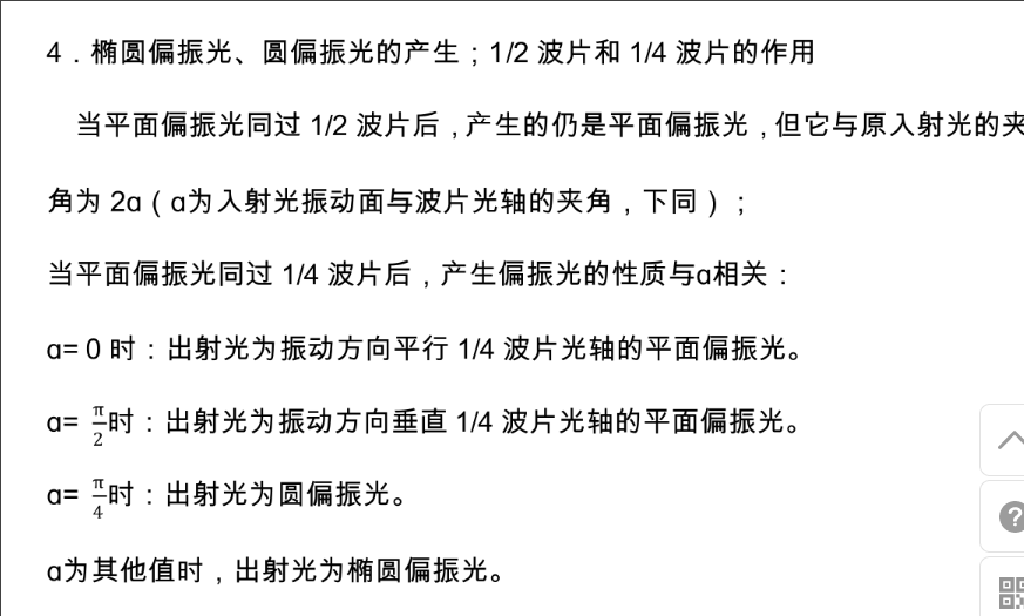 4．椭圆偏振光、圆偏振光的产生；1/2 波片和 1/4 波片的作用
当平面偏振光同过 1/2 波片后，产生的仍是平面偏振光，但它与原入射光的夹
角为 2α（α为入射光振动面与波片光轴的夹角，下同）；
当平面偏振光同过 1/4 波片后，产生偏振光的性质与α相关：
α= 0 时：出射光为振动方向平行 1/4 波片光轴的平面偏振光。
α= π/2时：出射光为振动方向垂直 1/4 波片光轴的平面偏振光。
α= π/4时：出射光为圆偏振光。
α为其他值时，出射光为椭圆偏振光。
?